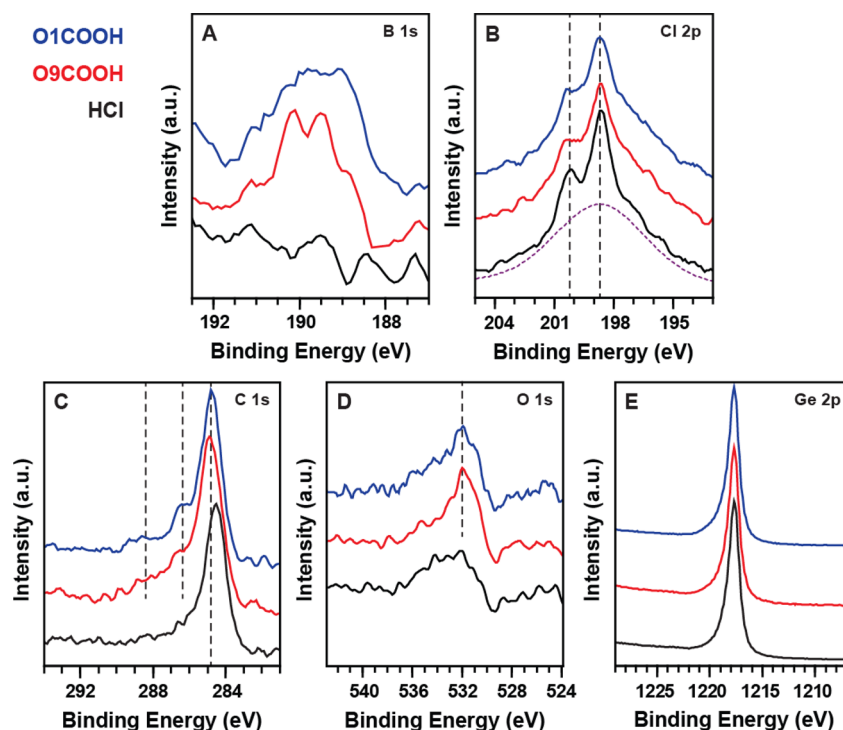 O1COOH
O9COOH
HCl
A
B 1s
Intensity (a.u.)
192 190 188
Binding Energy (eV)
B
Cl 2p
Intensity (a.u.)
204 201 198 195
Binding Energy (eV)
C
C 1s
Intensity (a.u.)
292 288 284
Binding Energy (eV)
D
O 1s
Intensity (a.u.)
540 536 532 528 524
Binding Energy (eV)
E
Ge 2p
Intensity (a.u.)
1225 1220 1215 1210
Binding Energy (eV)